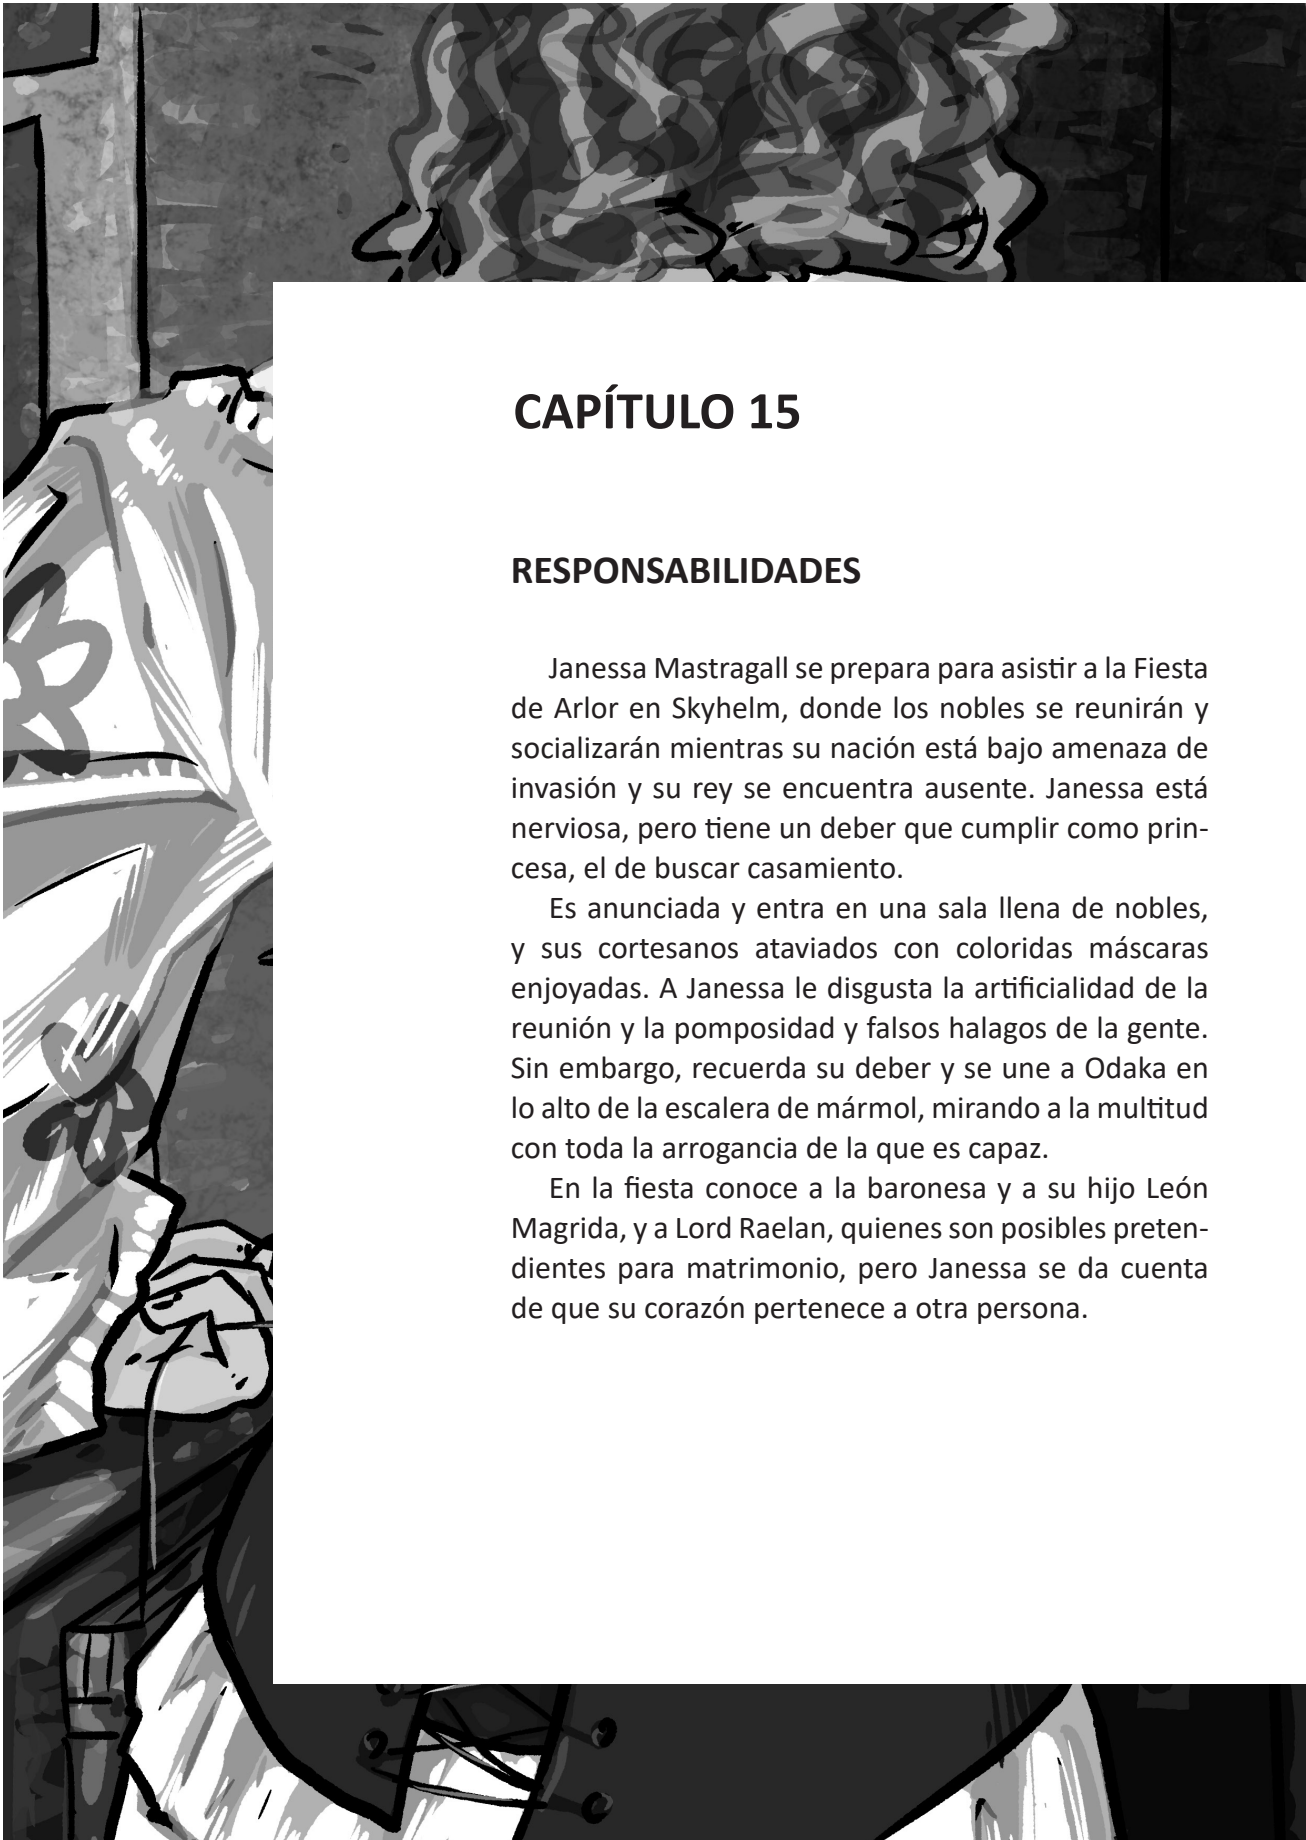 CAPÍTULO 15
RESPONSABILIDADES
Janessa Mastragall se prepara para asistir a la Fiesta
de Arlor en Skyhelm, donde los nobles se reunirán y
socializarán mientras su nación está bajo amenaza de
invasión y su rey se encuentra ausente. Janessa está
nerviosa, pero tiene un deber que cumplir como prin-
cesa, el de buscar casamiento.
Es anunciada y entra en una sala llena de nobles,
y sus cortesanos ataviados con coloridas máscaras
enjoyadas. A Janessa le disgusta la artificialidad de la
reunión y la pomposidad y falsos halagos de la gente.
Sin embargo, recuerda su deber y se une a Odaka en
lo alto de la escalera de mármol, mirando a la multitud
con toda la arrogancia de la que es capaz.
En la fiesta conoce a la baronesa y a su hijo León
Magrida, y a Lord Raelan, quienes son posibles preten-
dientes para matrimonio, pero Janessa se da cuenta
de que su corazón pertenece a otra persona.